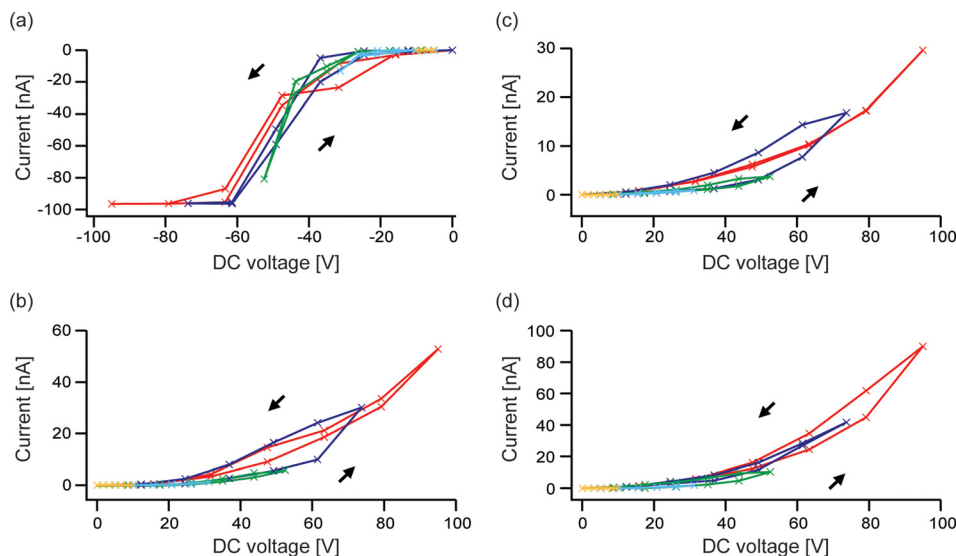 (a)
0
-20
-40
-60
-80
-100
Current [nA]
-100 -80 -60 -40 -20 0
DC voltage [V]
(c)
30
20
10
0
Current [nA]
0 20 40 60 80 100
DC voltage [V]
(b)
60
40
20
0
Current [nA]
0 20 40 60 80 100
DC voltage [V]
(d)
100
80
60
40
20
0
Current [nA]
0 20 40 60 80 100
DC voltage [V]